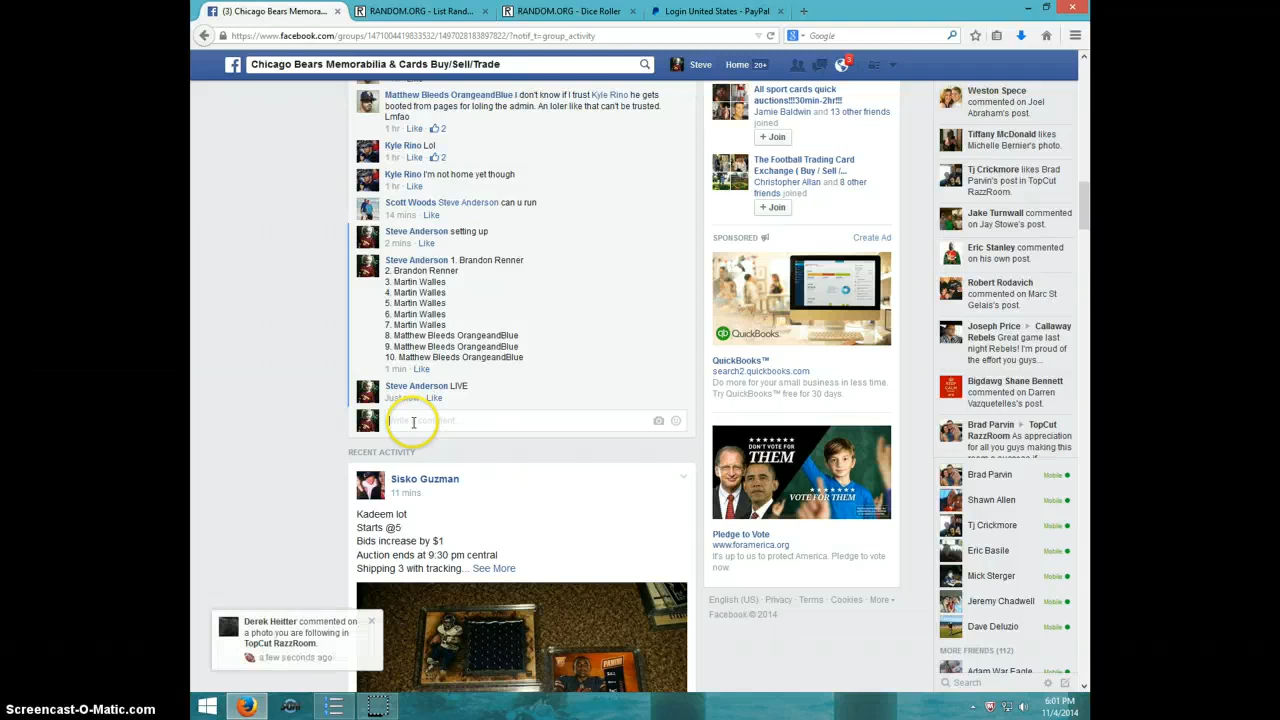 (3) Chicago Bears Memora...
RANDOM.ORG - List Rand...
RANDOM.ORG - Dice Roller
Login United States - PayPal
https://www.facebook.com/groups/1471004419833532/1497028183897822/?notif_t=group_activity
Google
Chicago Bears Memorabilia & Cards Buy/Sell/Trade
Steve
Home 20+
3
Matthew Bleeds OrangeandBlue I don't know if I trust Kyle Rino he gets
booted from pages for loling the admin. An loler like that can't be trusted.
Lmfao
1 hr · Like · 2
Kyle Rino Lol
1 hr · Like · 2
Kyle Rino I'm not home yet though
1 hr · Like
Scott Woods Steve Anderson can u run
14 mins · Like
Steve Anderson setting up
2 mins · Like
Steve Anderson 1. Brandon Renner
2. Brandon Renner
3. Martin Walles
4. Martin Walles
5. Martin Walles
6. Martin Walles
7. Martin Walles
8. Matthew Bleeds OrangeandBlue
9. Matthew Bleeds OrangeandBlue
10. Matthew Bleeds OrangeandBlue
1 min · Like
Steve Anderson LIVE
Just now · Like
Write a comment...
RECENT ACTIVITY
Sisko Guzman
11 mins
Kadeem lot
Starts @5
Bids increase by $1
Auction ends at 9:30 pm central
Shipping 3 with tracking... See More
Derek Heitter commented on
a photo you are following in
TopCut RazzRoom.
a few seconds ago
All sport cards quick
auctions!!!30min-2hr!!!
Jamie Baldwin and 13 other friends
joined
+ Join
The Football Trading Card
Exchange ( Buy / Sell /...
Christopher Allan and 8 other
friends joined
+ Join
SPONSORED
Create Ad
QuickBooks
QuickBooks™
search2.quickbooks.com
Do more for your small business in less time.
Try QuickBooks™ free for 30 days.
DON'T VOTE FOR
THEM
VOTE FOR THEM
Pledge to Vote
www.foramerica.org
It's up to us to protect America. Pledge to vote
now.
English (US) · Privacy · Terms · Cookies · More
Facebook © 2014
Weston Spece
commented on Joel
Abraham's post.
Tiffany McDonald likes
Michelle Bernier's photo.
Tj Crickmore likes Brad
Parvin's post in TopCut
RazzRoom.
Jake Turnwall commented
on Jay Stowe's post.
Eric Stanley commented
on his own post.
Robert Rodavich
commented on Marc St
Gelais's post.
Joseph Price ▸ Callaway
Rebels Great game last
night Rebels! I'm proud of
the effort you guys...
Bigdawg Shane Bennett
commented on Darren
Vazquetelles's post.
Brad Parvin ▸ TopCut
RazzRoom As appreciation
for all you guys making this
Brad Parvin Mobile
Shawn Allen Mobile
Tj Crickmore Mobile
Eric Basile Mobile
Mick Sterger Mobile
Jeremy Chadwell Mobile
Dave Deluzio Mobile
MORE FRIENDS (112)
Adam War Eagle
Search
6:01 PM
11/4/2014
Screencast-O-Matic.com